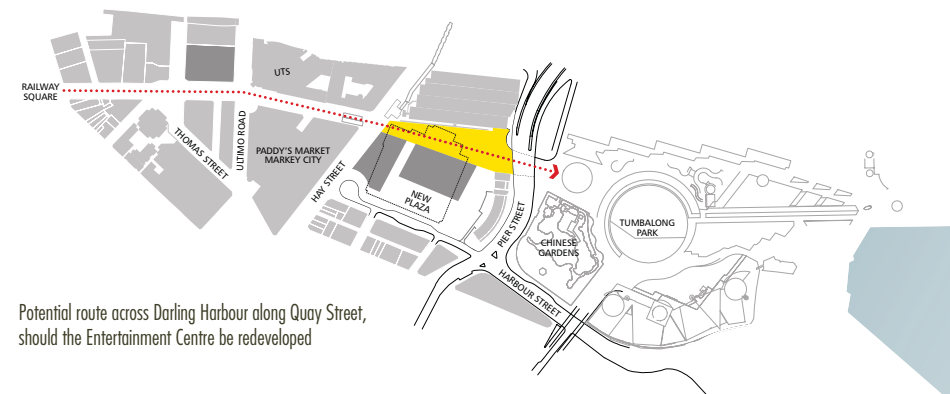 UTS
RAILWAY
SQUARE
ULTIMO ROAD
THOMAS STREET
PADDY'S MARKET
MARKEY CITY
HAY STREET
NEW
PLAZA
PIER STREET
CHINESE
GARDENS
TUMBALONG
PARK
HARBOUR STREET
Potential route across Darling Harbour along Quay Street,
should the Entertainment Centre be redeveloped